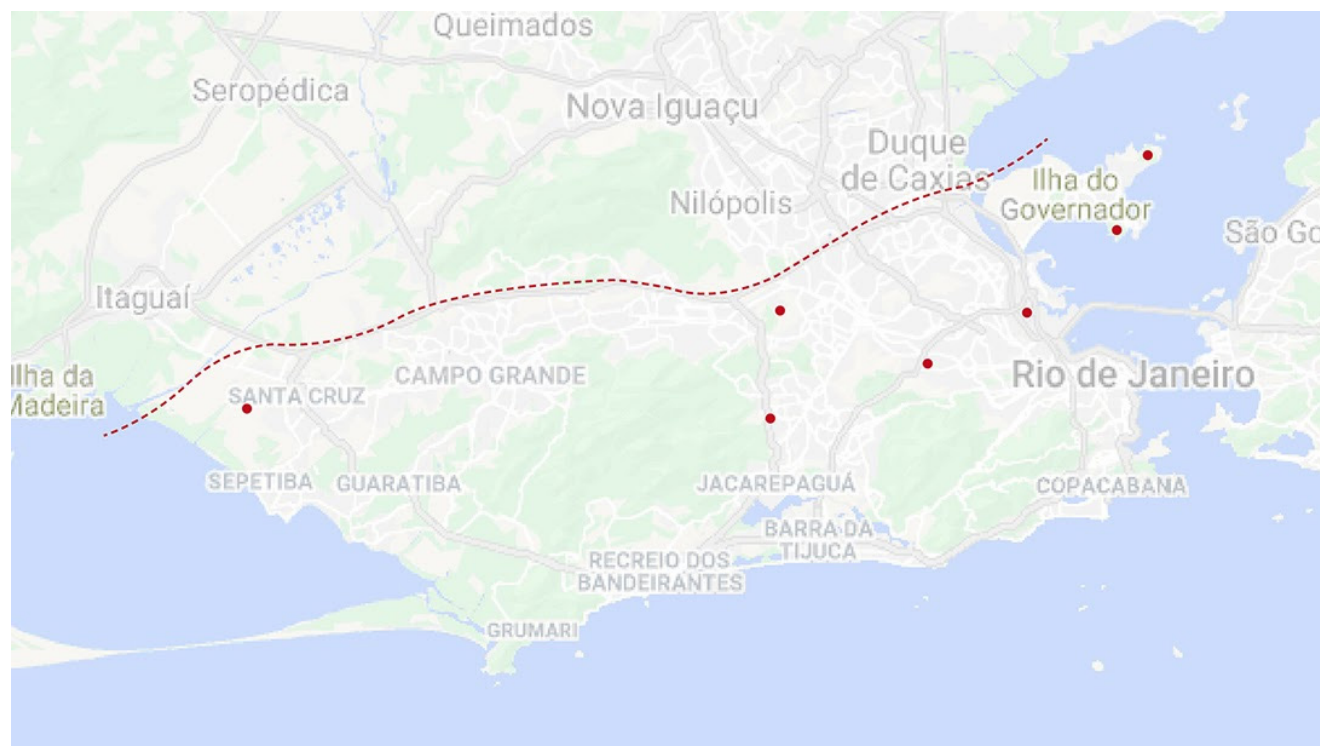 Queimados
Seropédica
Nova Iguaçu
Duque
de Caxias
Nilópolis
Ilha do
Governador
São Go
Itaguaí
Ilha da
Madeira
SANTA CRUZ
CAMPO GRANDE
Rio de Janeiro
SEPETIBA
GUARATIBA
JACAREPAGUÁ
COPACABANA
BARRA DA
TIJUCA
RECREIO DOS
BANDEIRANTES
GRUMARI